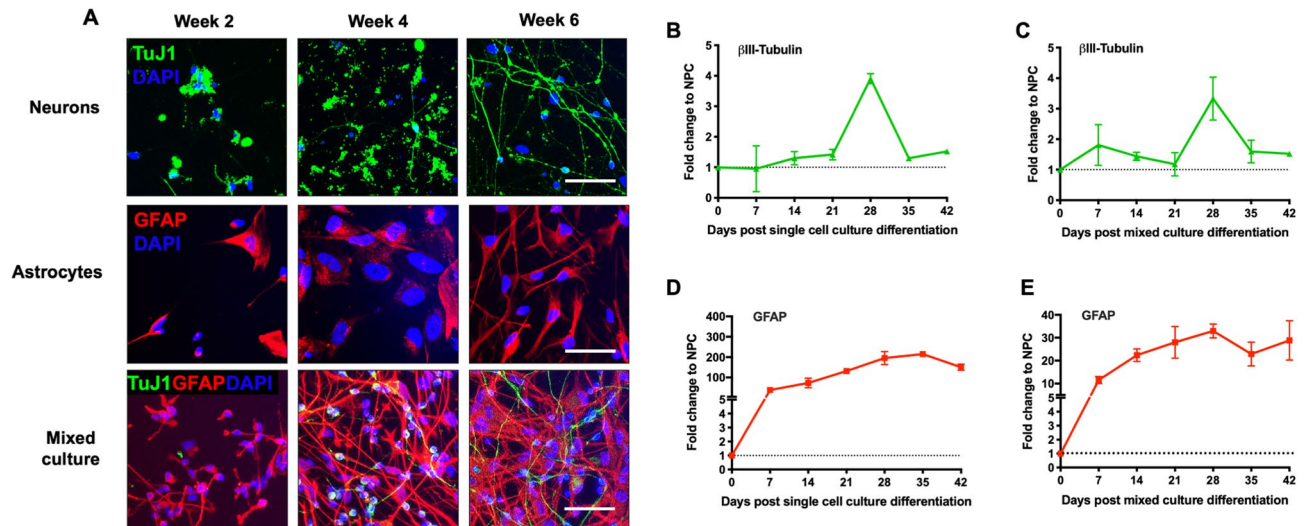 A
Week 2
Week 4
Week 6
Neurons
TuJ1
DAPI
Astrocytes
GFAP
DAPI
Mixed
culture
TuJ1GFAPDAPI
B
βIII-Tubulin
Fold change to NPC
5
4
3
2
1
0
0 7 14 21 28 35 42
Days post single cell culture differentiation
C
βIII-Tubulin
Fold change to NPC
5
4
3
2
1
0
0 7 14 21 28 35 42
Days post mixed culture differentiation
D
GFAP
Fold change to NPC
400
300
200
100
5
4
3
2
1
0
0 7 14 21 28 35 42
Days post single cell culture differentiation
E
GFAP
Fold change to NPC
40
30
20
10
5
4
3
2
1
0
0 7 14 21 28 35 42
Days post mixed culture differentiation